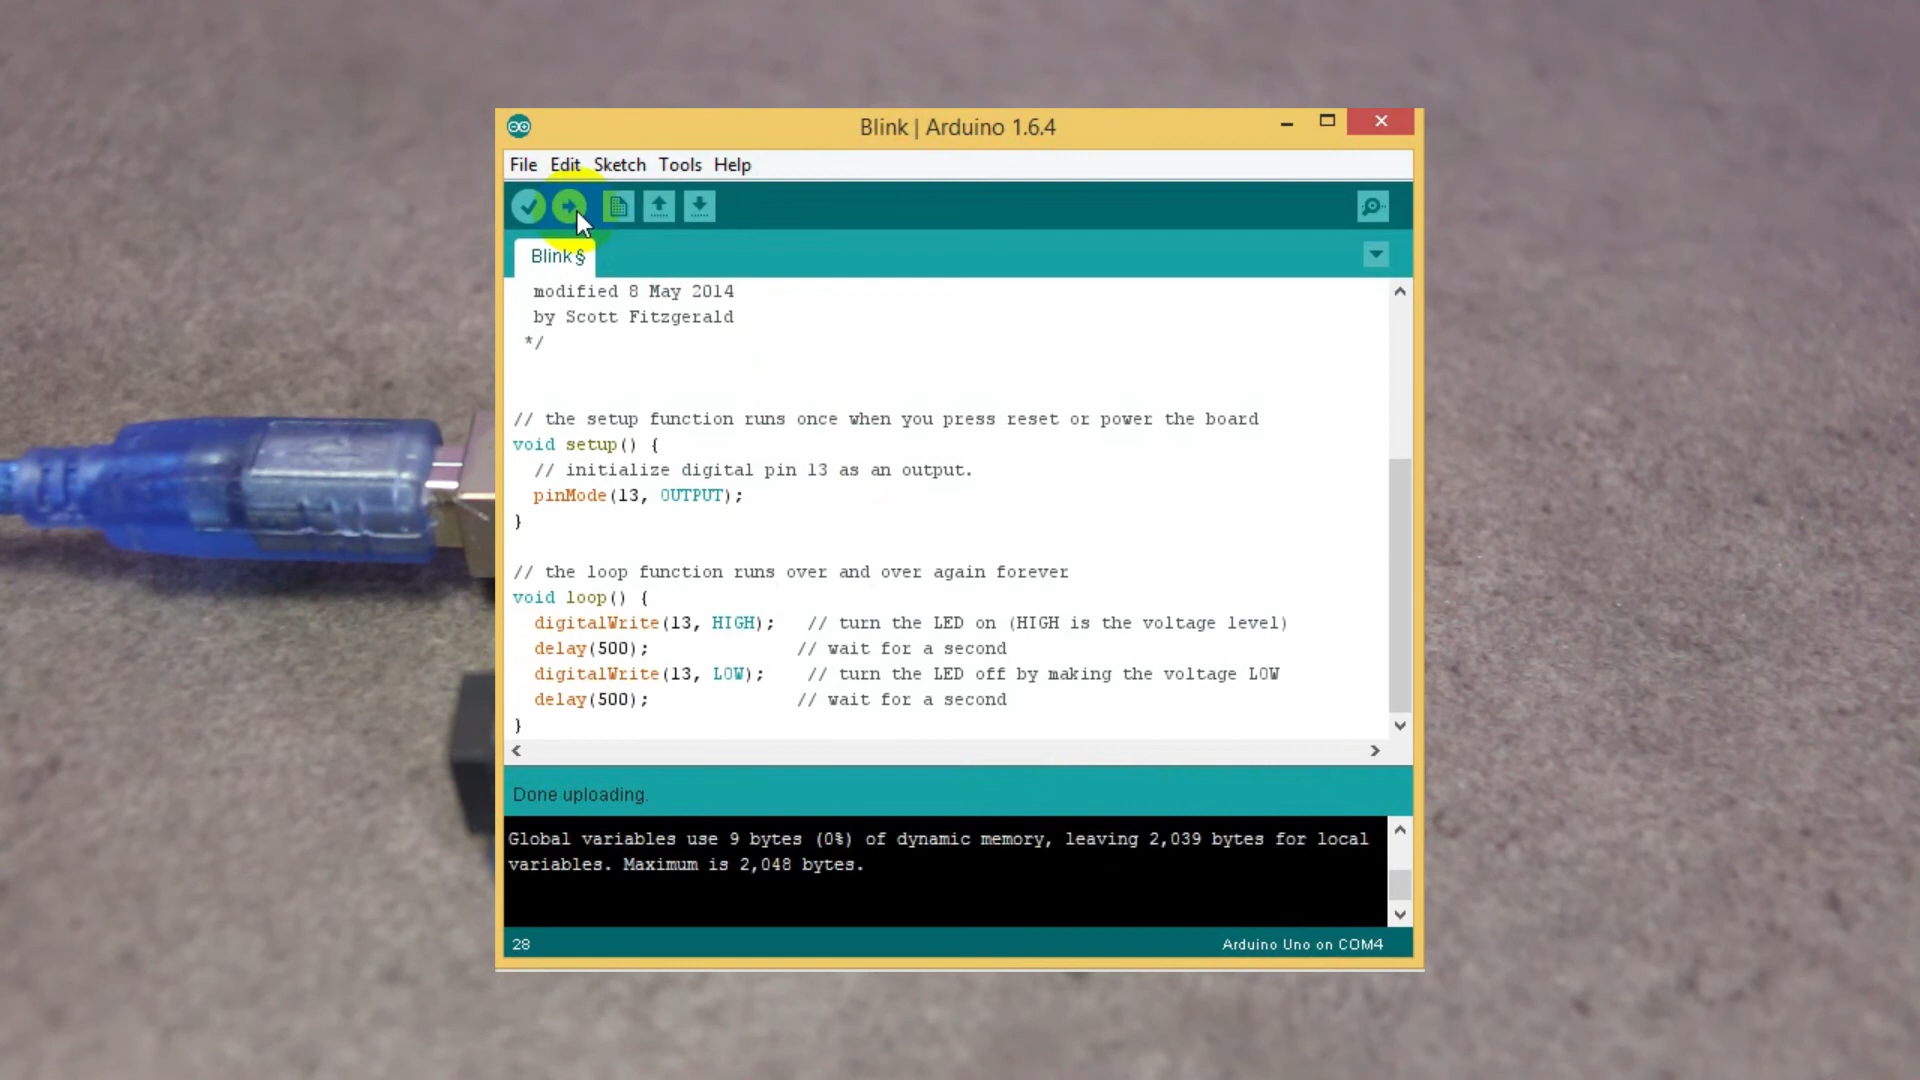 Blink | Arduino 1.6.4
File Edit Sketch Tools Help
Blink §
modified 8 May 2014
by Scott Fitzgerald
*/
// the setup function runs once when you press reset or power the board
void setup() {
// initialize digital pin 13 as an output.
pinMode(13, OUTPUT);
}
// the loop function runs over and over again forever
void loop() {
digitalWrite(13, HIGH);   // turn the LED on (HIGH is the voltage level)
delay(500);              // wait for a second
digitalWrite(13, LOW);    // turn the LED off by making the voltage LOW
delay(500);              // wait for a second
}
Done uploading.
Global variables use 9 bytes (0%) of dynamic memory, leaving 2,039 bytes for local
variables. Maximum is 2,048 bytes.
28 Arduino Uno on COM4